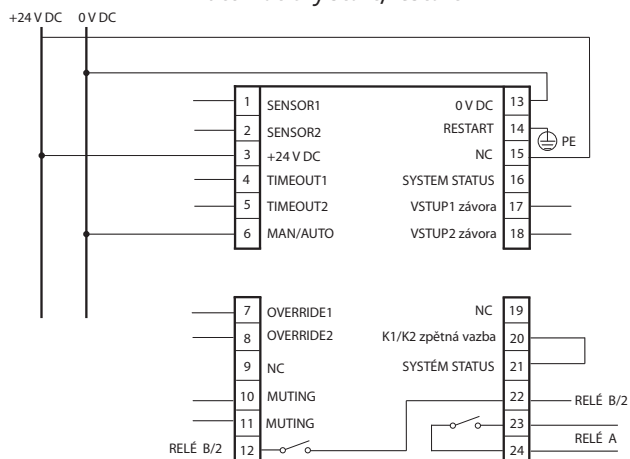 +24 V DC 0 V DC
1 SENSOR1 0 V DC 13
2 SENSOR2 RESTART 14 PE
3 +24 V DC NC 15
4 TIMEOUT1 SYSTEM STATUS 16
5 TIMEOUT2 VSTUP1 závora 17
6 MAN/AUTO VSTUP2 závora 18
7 OVERRIDE1 NC 19
8 OVERRIDE2 K1/K2 zpětná vazba 20
9 NC SYSTÉM STATUS 21
10 MUTING 22 RELÉ B/2
11 MUTING 23
RELÉ A
RELÉ B/2 12 24